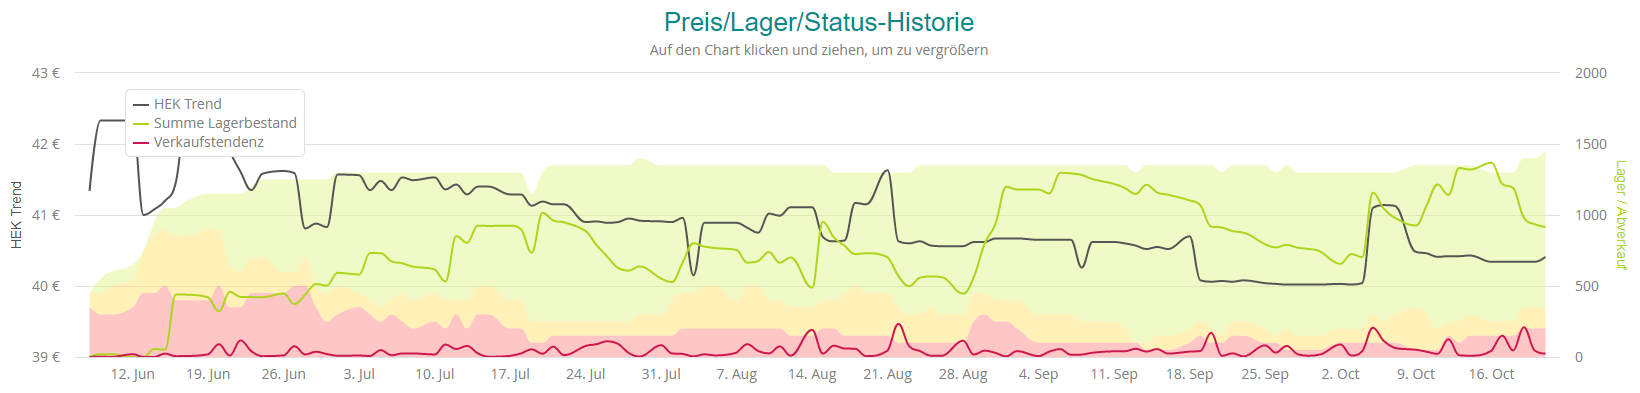 Preis/Lager/Status-Historie
Auf den Chart klicken und ziehen, um zu vergrößern
43 €
42 €
41 €
40 €
39 €
HEK Trend
HEK Trend
Summe Lagerbestand
Verkaufstendenz
2000
1500
1000
500
0
Lager / Abverkauf
12. Jun
19. Jun
26. Jun
3. Jul
10. Jul
17. Jul
24. Jul
31. Jul
7. Aug
14. Aug
21. Aug
28. Aug
4. Sep
11. Sep
18. Sep
25. Sep
2. Oct
9. Oct
16. Oct